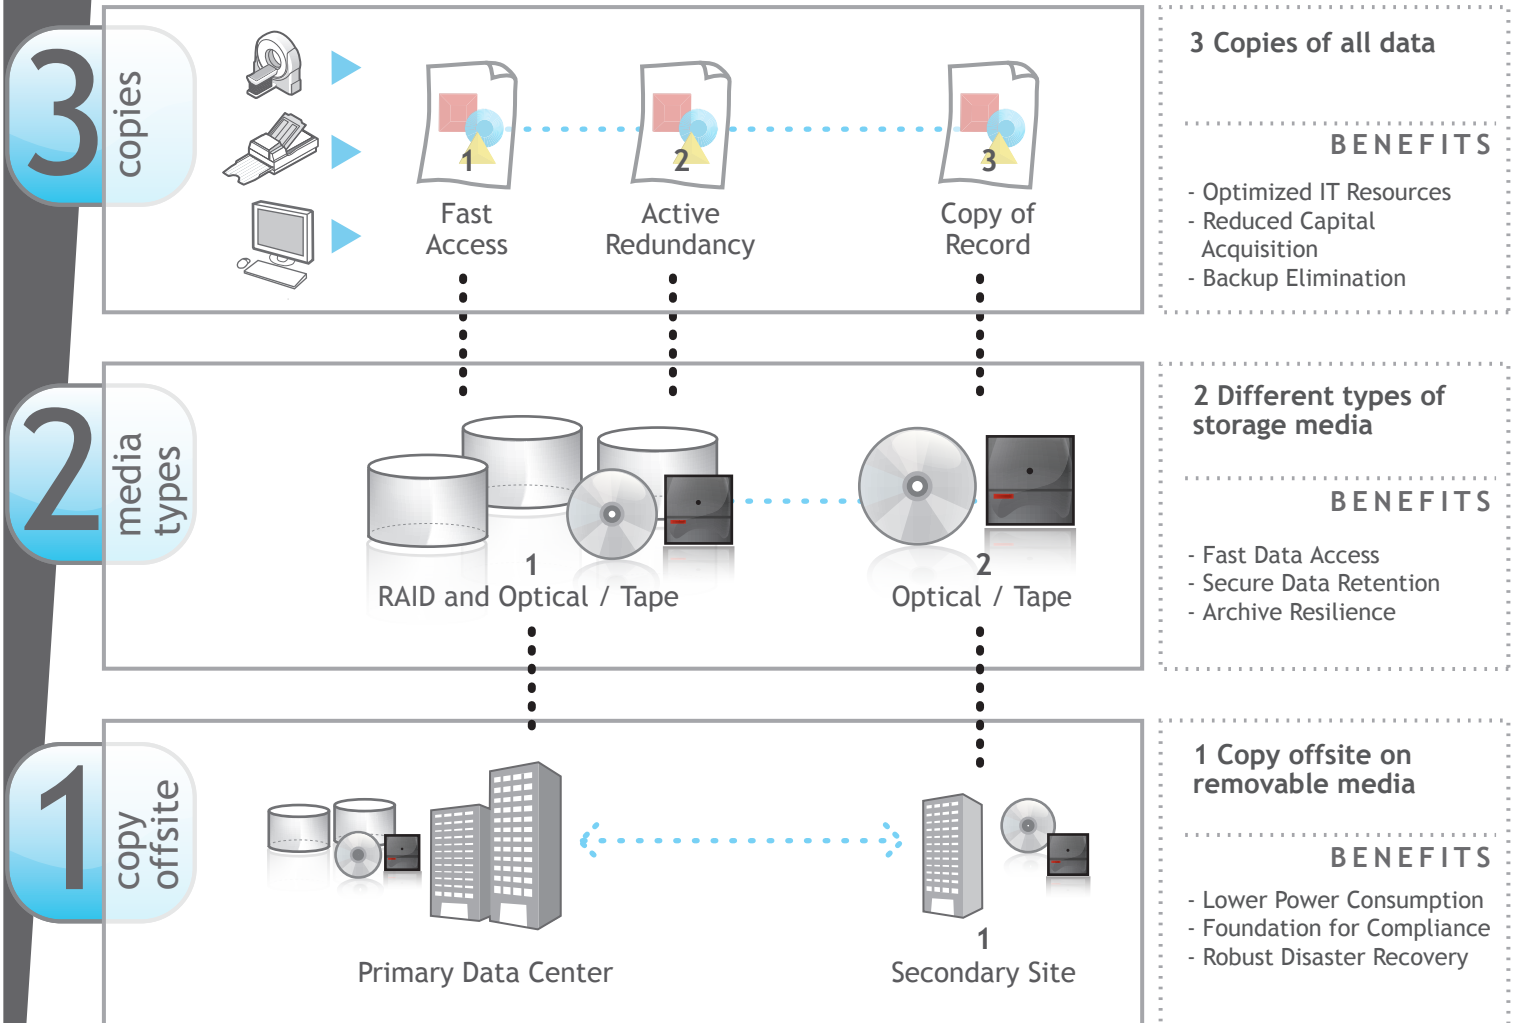 3
copies
1
2
3
Fast
Access
Active
Redundancy
Copy of
Record
3 Copies of all data
BENEFITS
- Optimized IT Resources
- Reduced Capital
Acquisition
- Backup Elimination
2
media
types
1
RAID and Optical / Tape
2
Optical / Tape
2 Different types of
storage media
BENEFITS
- Fast Data Access
- Secure Data Retention
- Archive Resilience
1
copy
offsite
Primary Data Center
1
Secondary Site
1 Copy offsite on
removable media
BENEFITS
- Lower Power Consumption
- Foundation for Compliance
- Robust Disaster Recovery